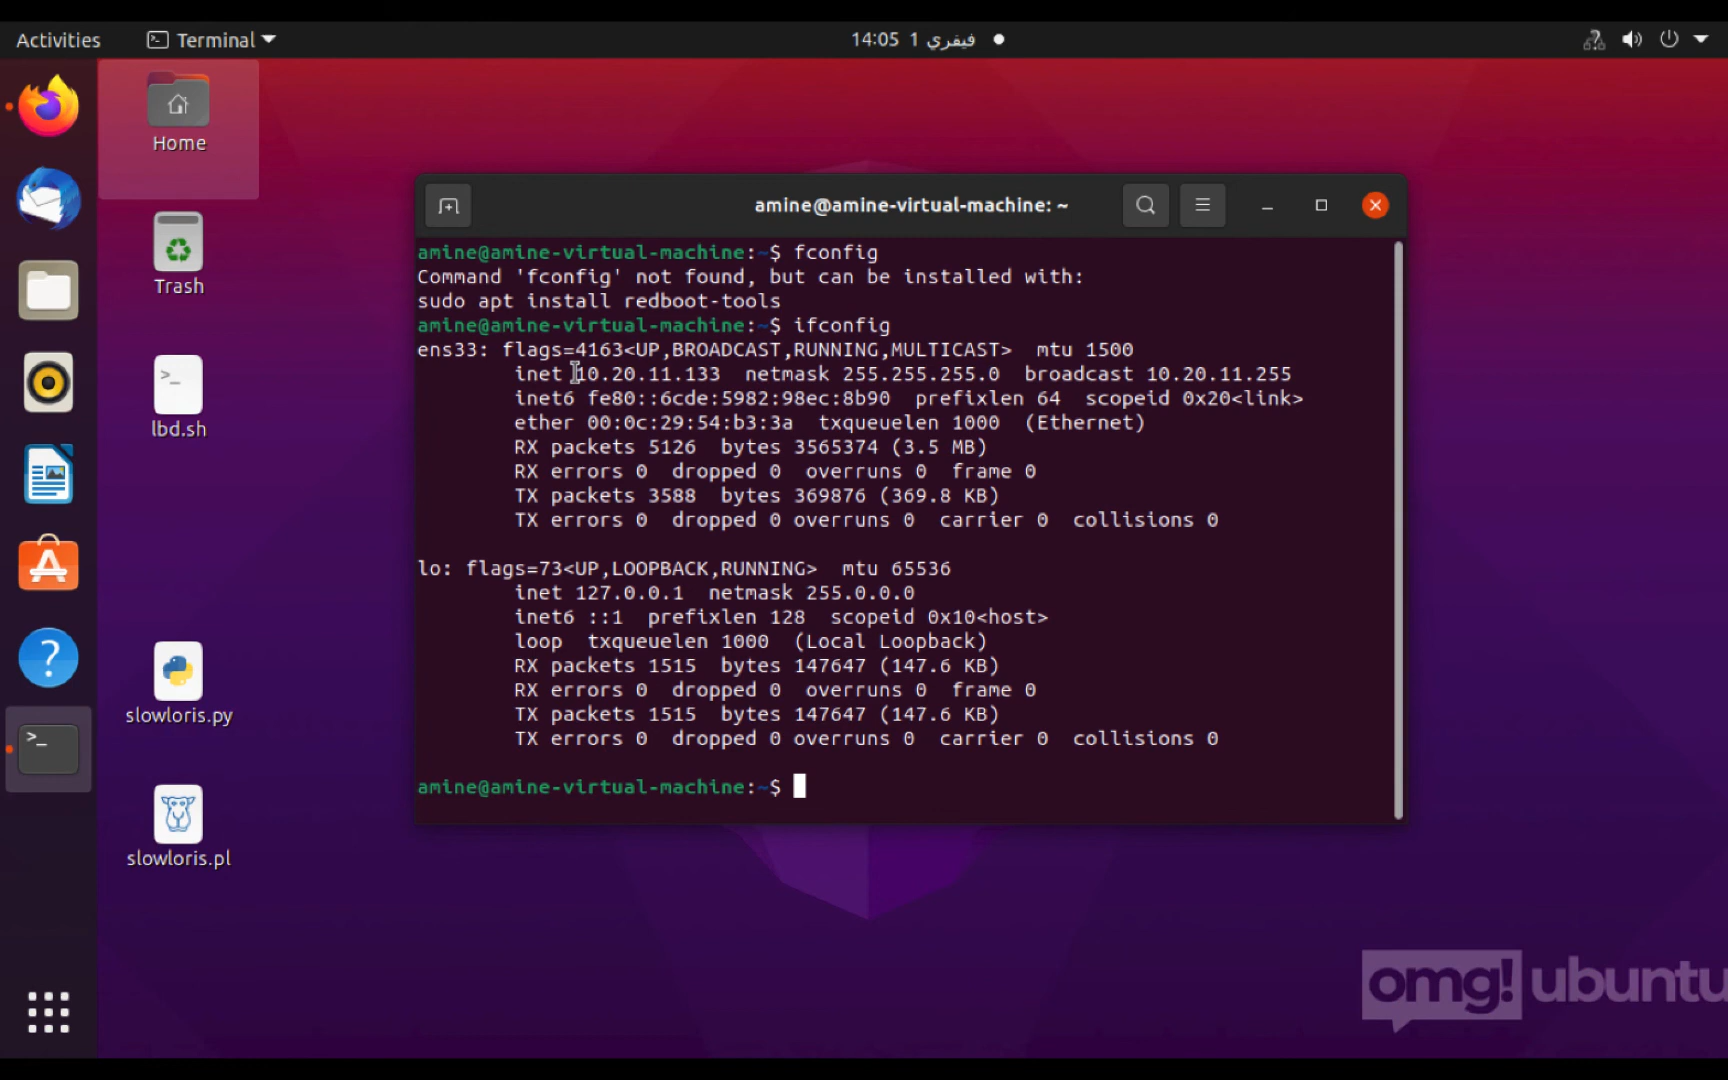 Activities
Terminal
14:05 1 فيفري
Home
Trash
>_
lbd.sh
slowloris.py
slowloris.pl
amine@amine-virtual-machine: ~
amine@amine-virtual-machine:~$ fconfig
Command 'fconfig' not found, but can be installed with:
sudo apt install redboot-tools
amine@amine-virtual-machine:~$ ifconfig
ens33: flags=4163<UP,BROADCAST,RUNNING,MULTICAST>  mtu 1500
inet 10.20.11.133  netmask 255.255.255.0  broadcast 10.20.11.255
inet6 fe80::6cde:5982:98ec:8b90  prefixlen 64  scopeid 0x20<link>
ether 00:0c:29:54:b3:3a  txqueuelen 1000  (Ethernet)
RX packets 5126  bytes 3565374 (3.5 MB)
RX errors 0  dropped 0  overruns 0  frame 0
TX packets 3588  bytes 369876 (369.8 KB)
TX errors 0  dropped 0 overruns 0  carrier 0  collisions 0
lo: flags=73<UP,LOOPBACK,RUNNING>  mtu 65536
inet 127.0.0.1  netmask 255.0.0.0
inet6 ::1  prefixlen 128  scopeid 0x10<host>
loop  txqueuelen 1000  (Local Loopback)
RX packets 1515  bytes 147647 (147.6 KB)
RX errors 0  dropped 0  overruns 0  frame 0
TX packets 1515  bytes 147647 (147.6 KB)
TX errors 0  dropped 0 overruns 0  carrier 0  collisions 0
amine@amine-virtual-machine:~$
omg! ubuntu